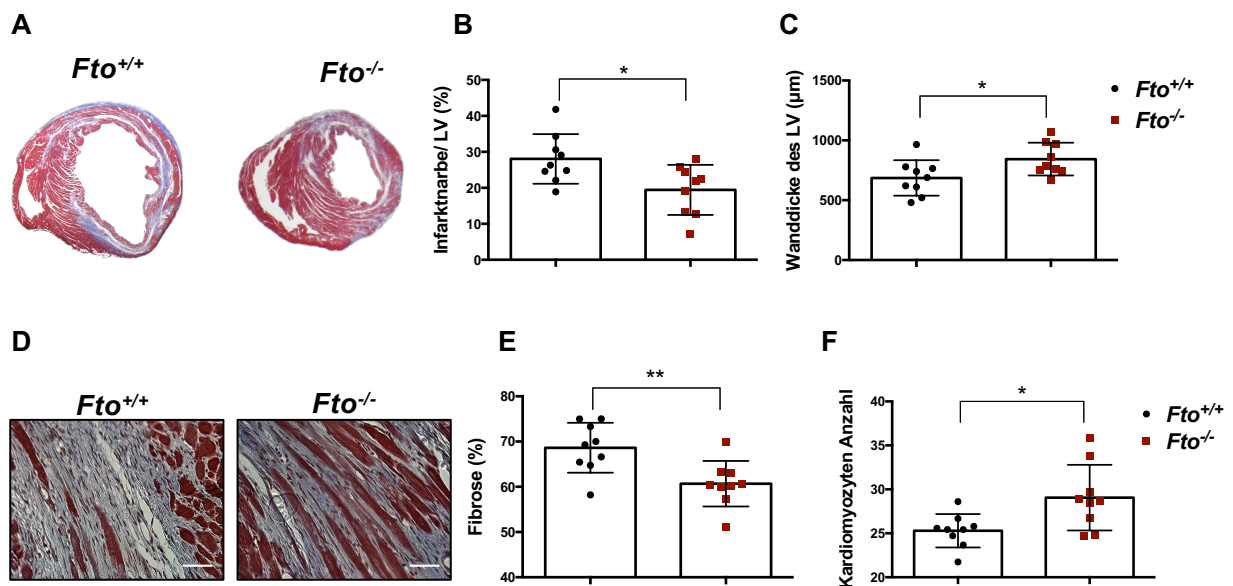 A
Fto+/+
Fto-/-
B
Infarktnarbe/ LV (%)
50
40
30
20
10
0
*
C
Wanddicke des LV (µm)
1500
1000
500
0
*
Fto+/+
Fto-/-
D
Fto+/+
Fto-/-
E
Fibrose (%)
80
70
60
50
40
**
F
Kardiomyozyten Anzahl
40
35
30
25
20
*
Fto+/+
Fto-/-